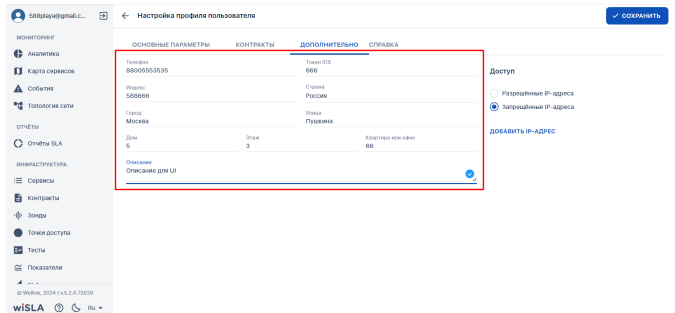 588playa@gmail.c...
Настройка профиля пользователя
СОХРАНИТЬ
МОНИТОРИНГ
Аналитика
Карта сервисов
События
Топология сети
ОТЧЁТЫ
Отчёты SLA
ИНФРАСТРУКТУРА
Сервисы
Контракты
Зонды
Точки доступа
Тесты
Показатели
© Wellink, 2024 | v.5.2.4.73539
wiSLA
Ru
ОСНОВНЫЕ ПАРАМЕТРЫ КОНТРАКТЫ ДОПОЛНИТЕЛЬНО СПРАВКА
Телефон Токен IOS
88005553535 666
Индекс Страна
588666 Россия
Город Улица
Москва Пушкина
Дом Этаж Квартира или офис
5 3 66
Описание
Описание для UI
Доступ
Разрешённые IP-адреса
Запрещённые IP-адреса
ДОБАВИТЬ IP-АДРЕС